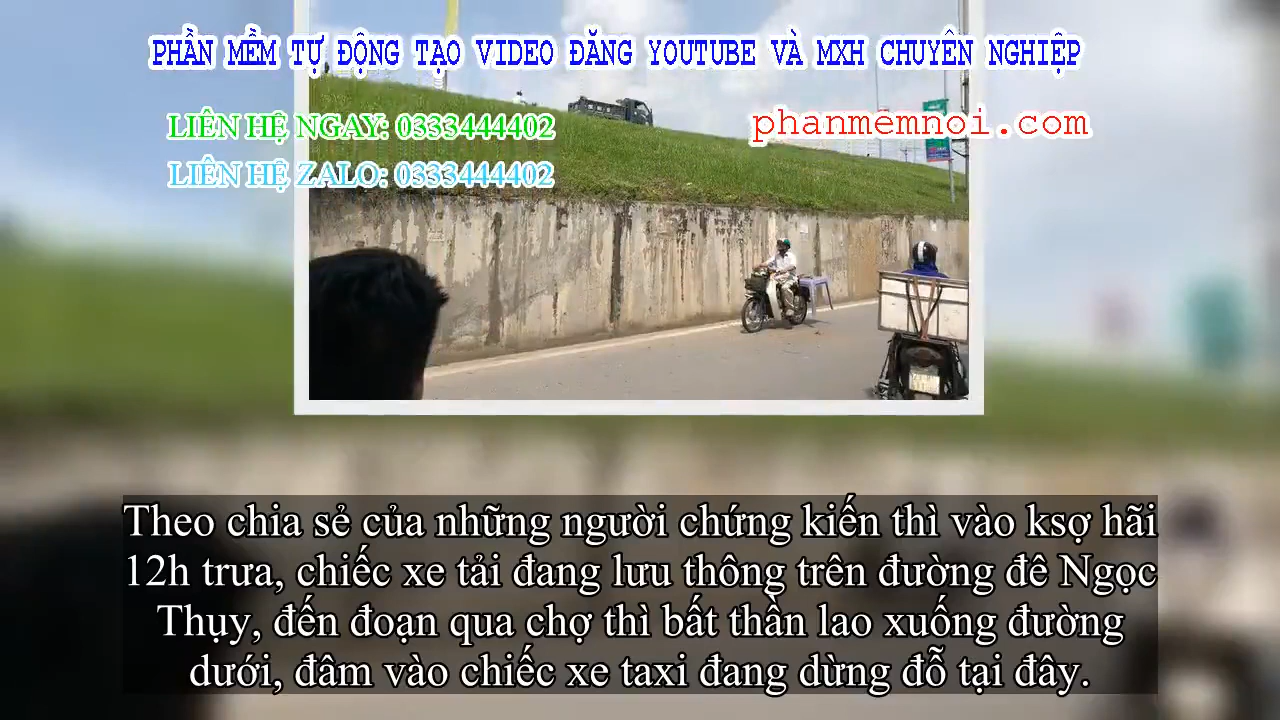 PHẦN MỀM TỰ ĐỘNG TẠO VIDEO ĐĂNG YOUTUBE VÀ MXH CHUYÊN NGHIỆP
LIÊN HỆ NGAY: 0333444402
phanmemnoi.com
LIÊN HỆ ZALO: 0333444402
Theo chia sẻ của những người chứng kiến thì vào ksợ hãi
12h trưa, chiếc xe tải đang lưu thông trên đường đê Ngọc
Thụy, đến đoạn qua chợ thì bất thần lao xuống đường
dưới, đâm vào chiếc xe taxi đang dừng đỗ tại đây.